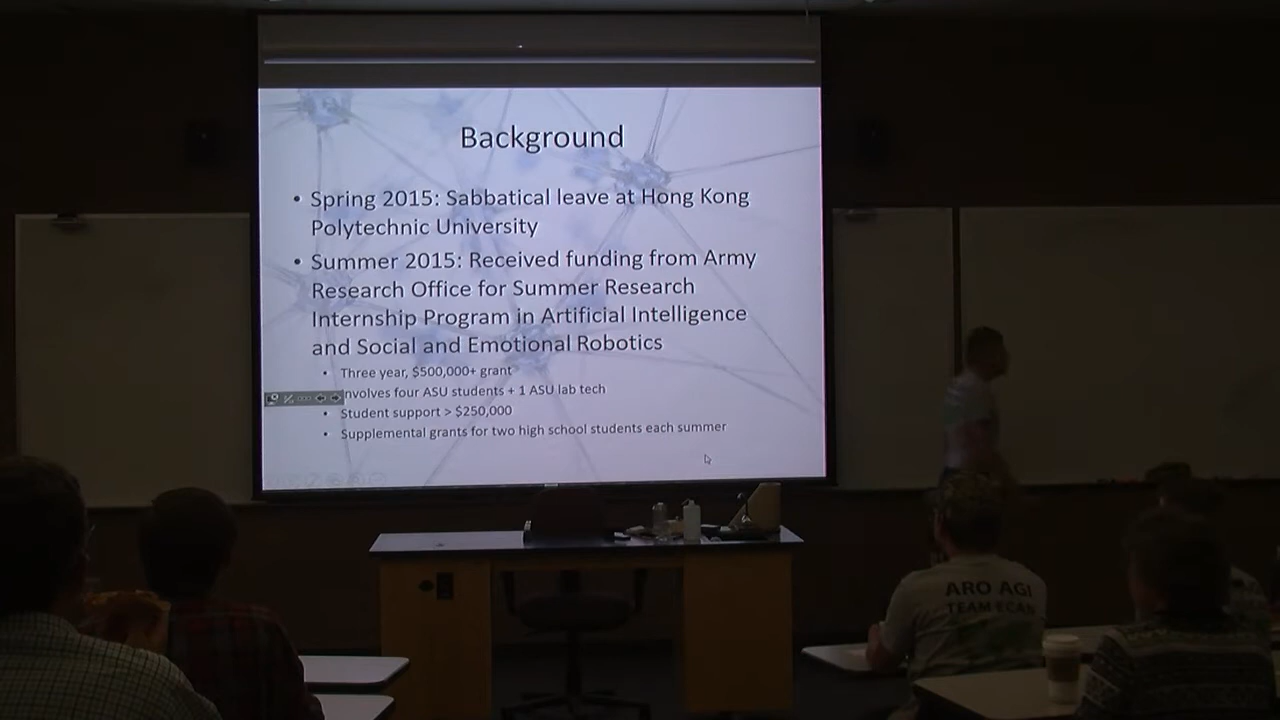 Background
• Spring 2015: Sabbatical leave at Hong Kong
Polytechnic University
• Summer 2015: Received funding from Army
Research Office for Summer Research
Internship Program in Artificial Intelligence
and Social and Emotional Robotics
• Three year, $500,000+ grant
nvolves four ASU students + 1 ASU lab tech
• Student support > $250,000
• Supplemental grants for two high school students each summer
ARO AGI
TEAM ECAD